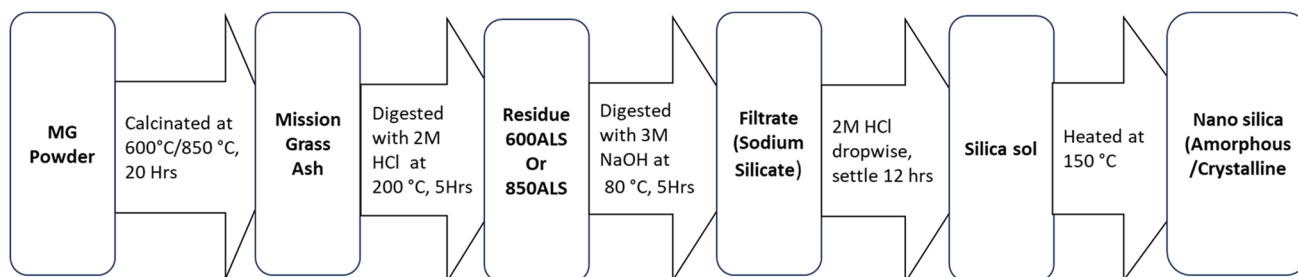 MG
Powder
Calcinated at
600°C/850 °C,
20 Hrs
Mission
Grass
Ash
Digested
with 2M
HCl at
200 °C, 5Hrs
Residue
600ALS
Or
850ALS
Digested
with 3M
NaOH at
80 °C, 5Hrs
Filtrate
(Sodium
Silicate)
2M HCl
dropwise,
settle 12 hrs
Silica sol
Heated at
150 °C
Nano silica
(Amorphous
/Crystalline